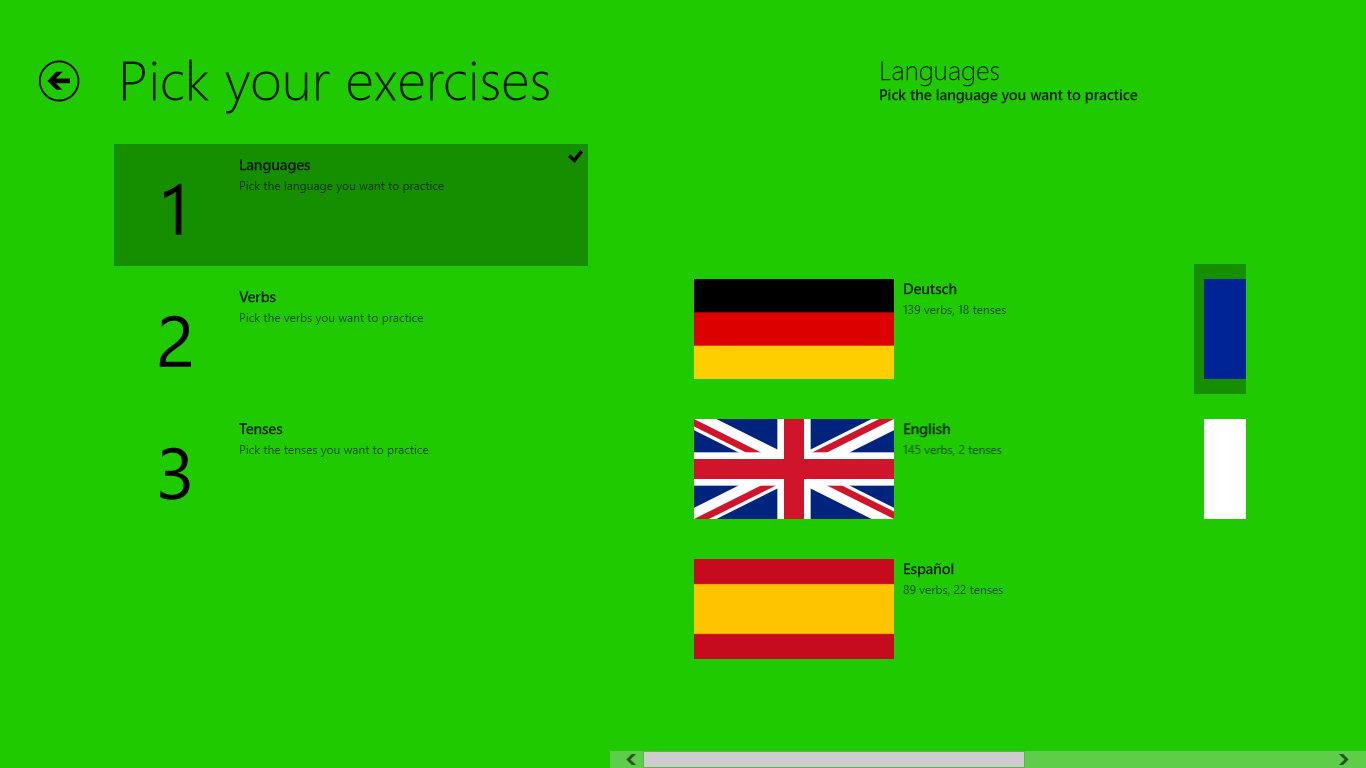 Pick your exercises
1
Languages
Pick the language you want to practice
2
Verbs
Pick the verbs you want to practice
3
Tenses
Pick the tenses you want to practice
Languages
Pick the language you want to practice
Deutsch
139 verbs, 18 tenses
English
145 verbs, 2 tenses
Español
89 verbs, 22 tenses